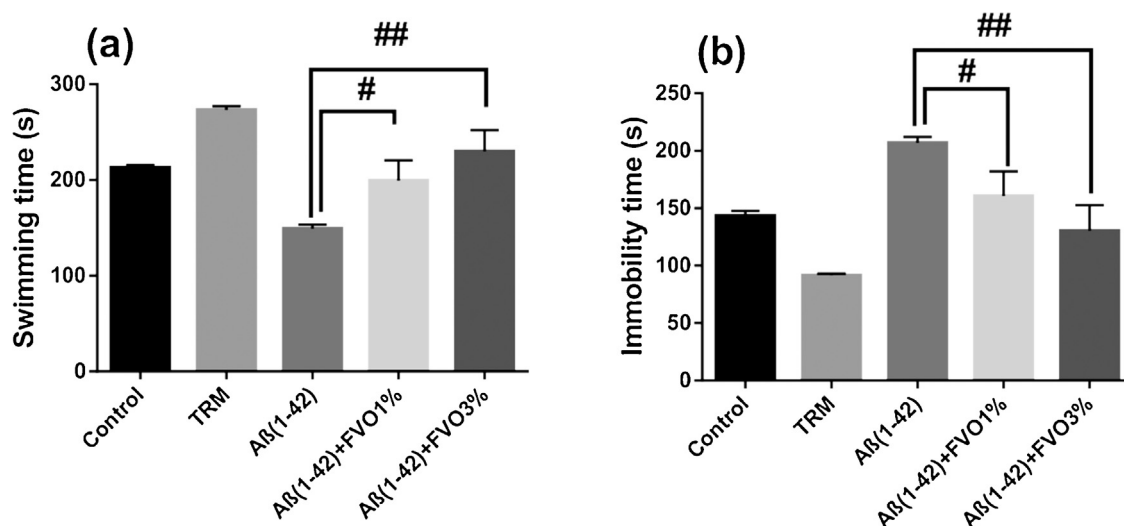 (a)
##
#
300
200
100
0
Swimming time (s)
Control
TRM
Aß(1-42)
Aß(1-42)+FVO1%
Aß(1-42)+FVO3%
(b)
##
#
250
200
150
100
50
0
Immobility time (s)
Control
TRM
Aß(1-42)
Aß(1-42)+FVO1%
Aß(1-42)+FVO3%